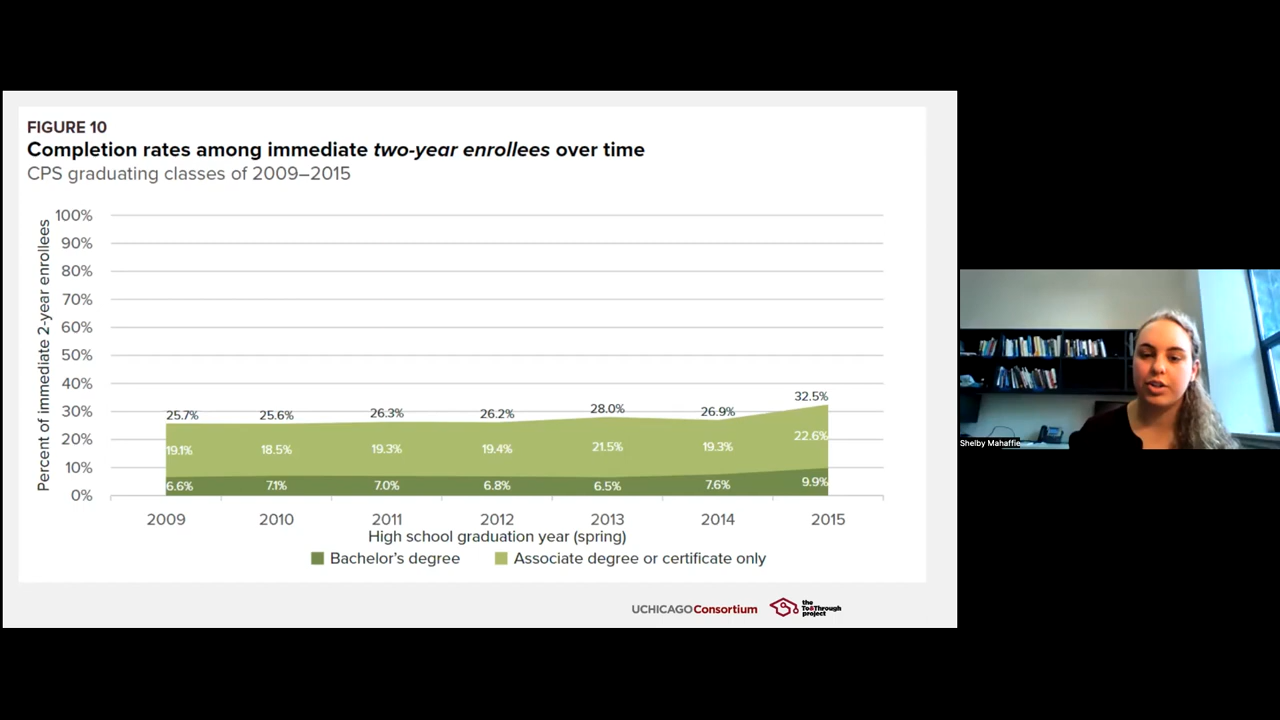 FIGURE 10
Completion rates among immediate two-year enrollees over time
CPS graduating classes of 2009–2015
Percent of immediate 2-year enrollees
100%
90%
80%
70%
60%
50%
40%
30%
20%
10%
0%
25.7% 25.6% 26.3% 26.2% 28.0% 26.9% 32.5%
19.1% 18.5% 19.3% 19.4% 21.5% 19.3% 22.6%
6.6% 7.1% 7.0% 6.8% 6.5% 7.6% 9.9%
2009 2010 2011 2012 2013 2014 2015
High school graduation year (spring)
Bachelor's degree Associate degree or certificate only
UCHICAGOConsortium
the
To&Through
project
Shelby Mahaffie